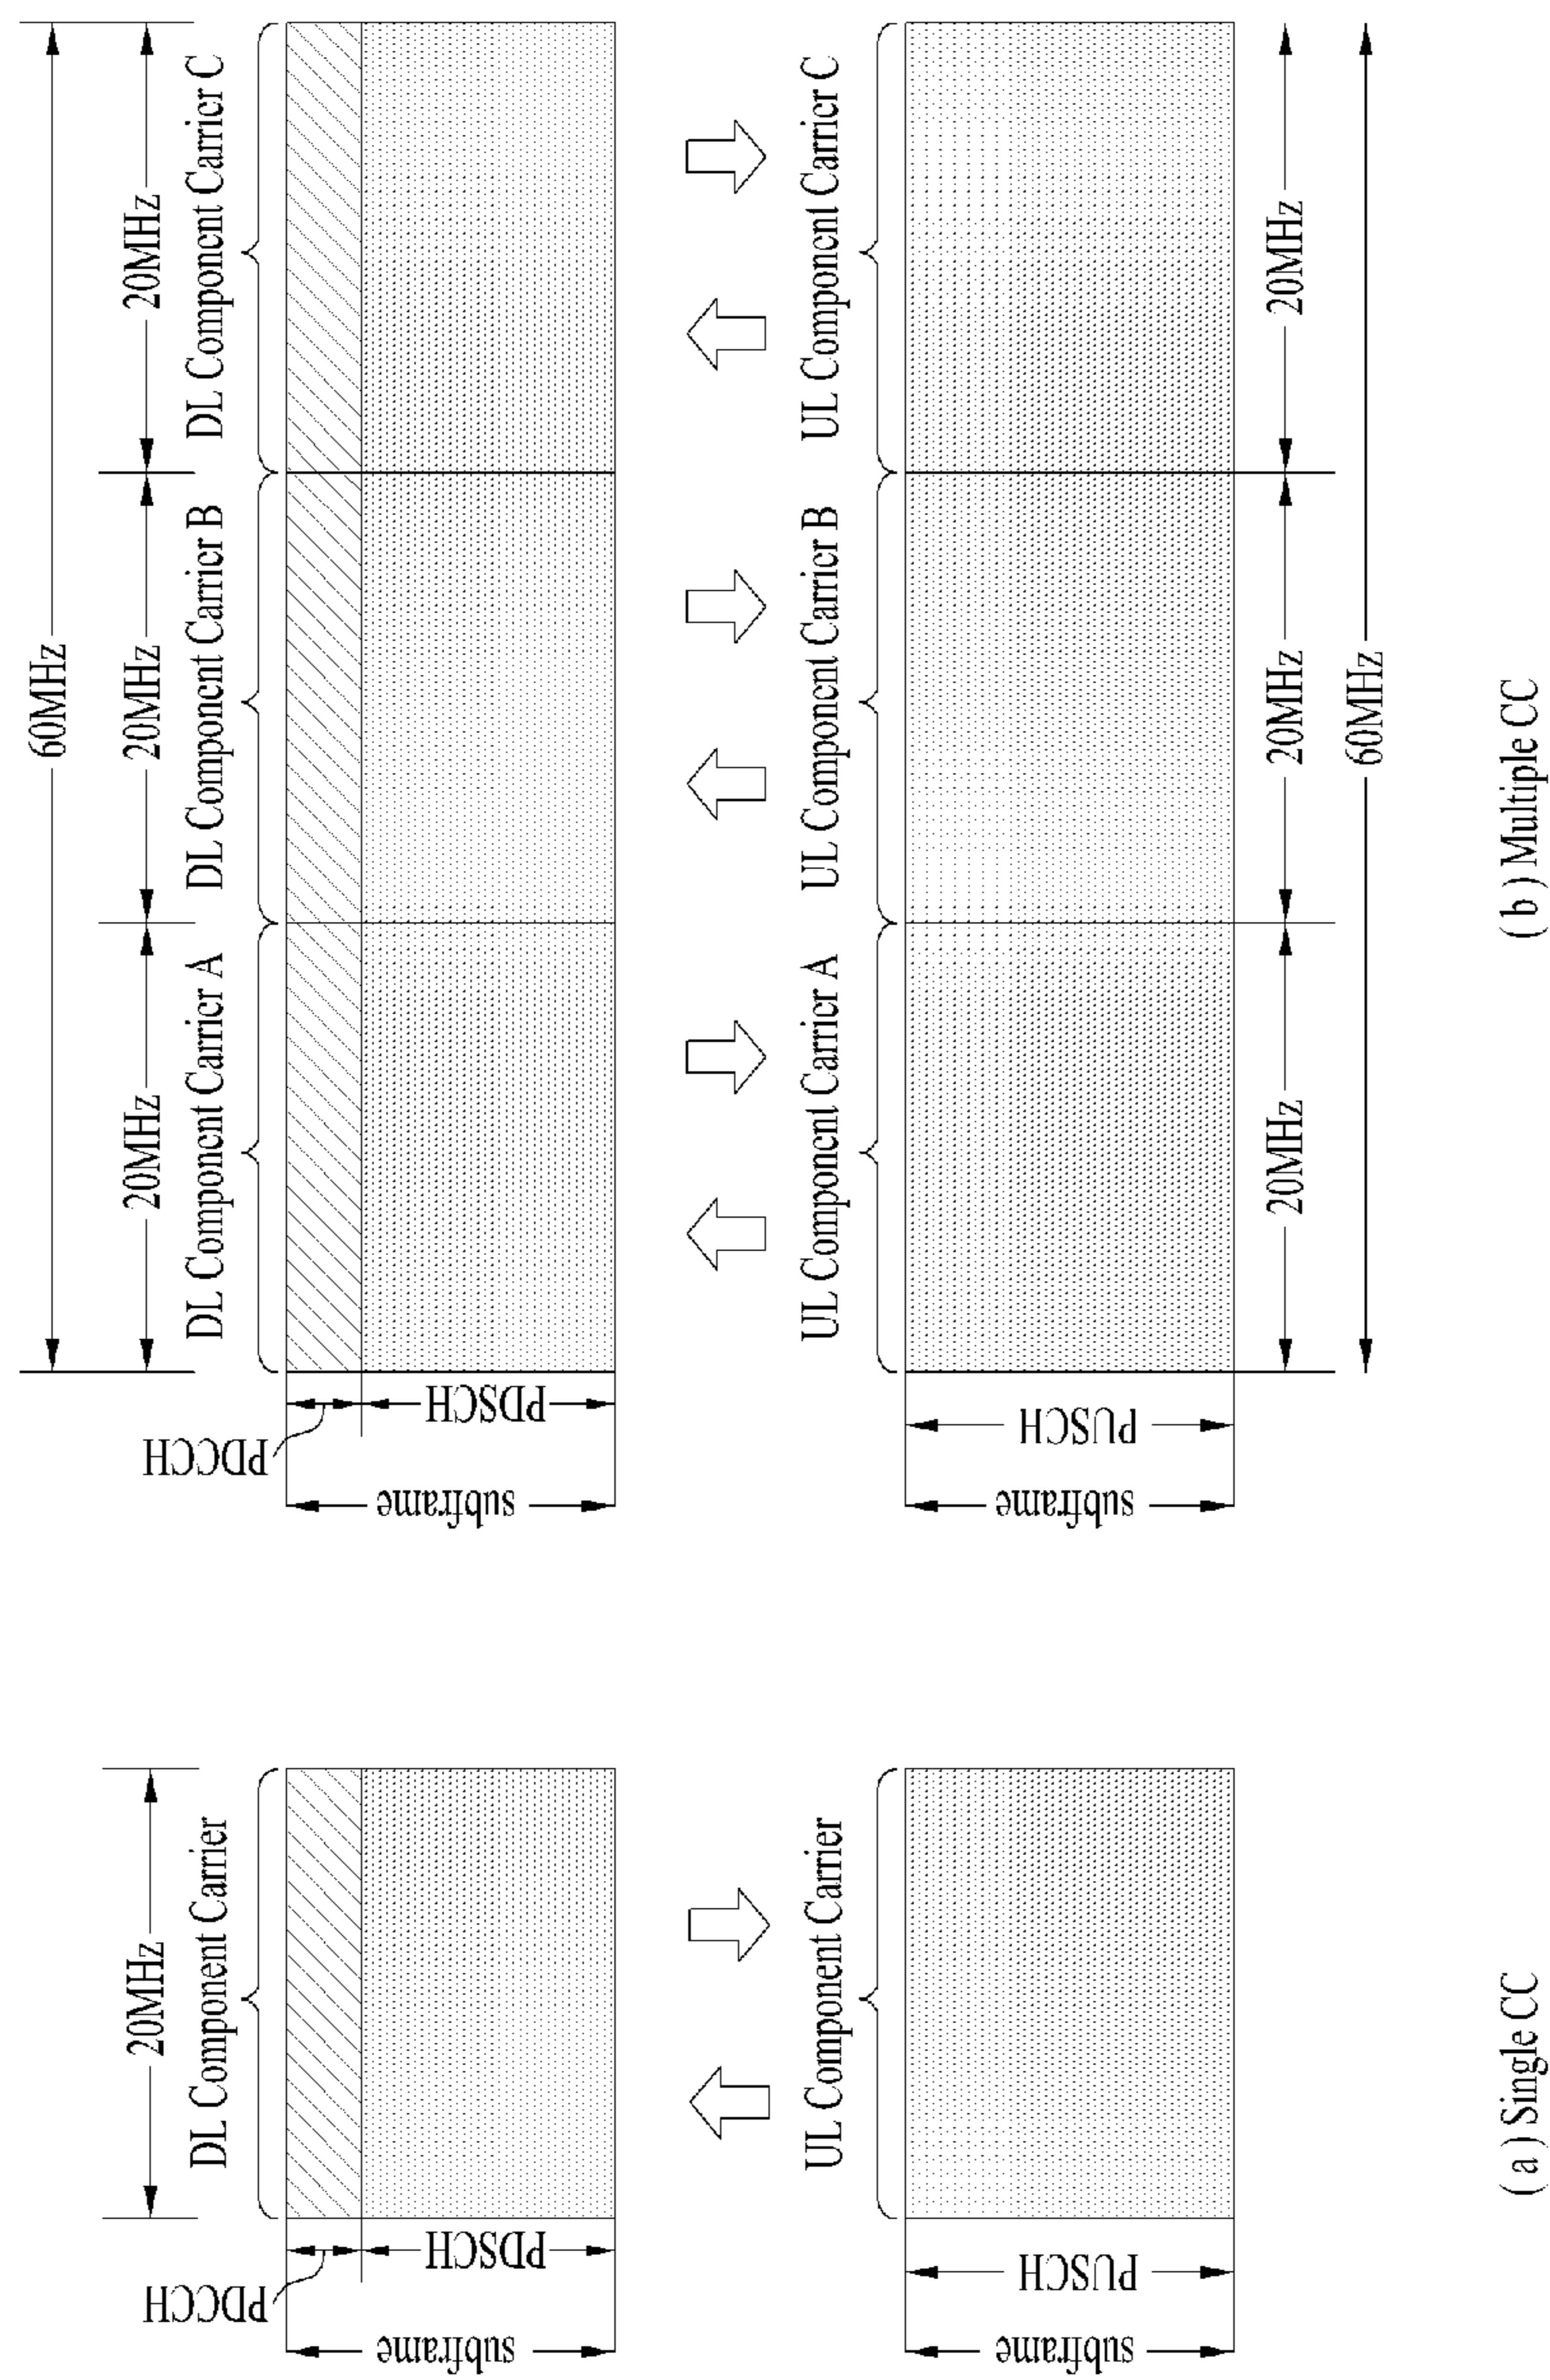 20MHz
DL Component Carrier
PDCCH
PDSCH
subframe
UL Component Carrier
PUSCH
subframe
( a ) Single CC
60MHz
20MHz
20MHz
20MHz
DL Component Carrier A
DL Component Carrier B
DL Component Carrier C
PDCCH
PDSCH
subframe
UL Component Carrier A
UL Component Carrier B
UL Component Carrier C
PUSCH
subframe
20MHz
20MHz
20MHz
60MHz
( b ) Multiple CC